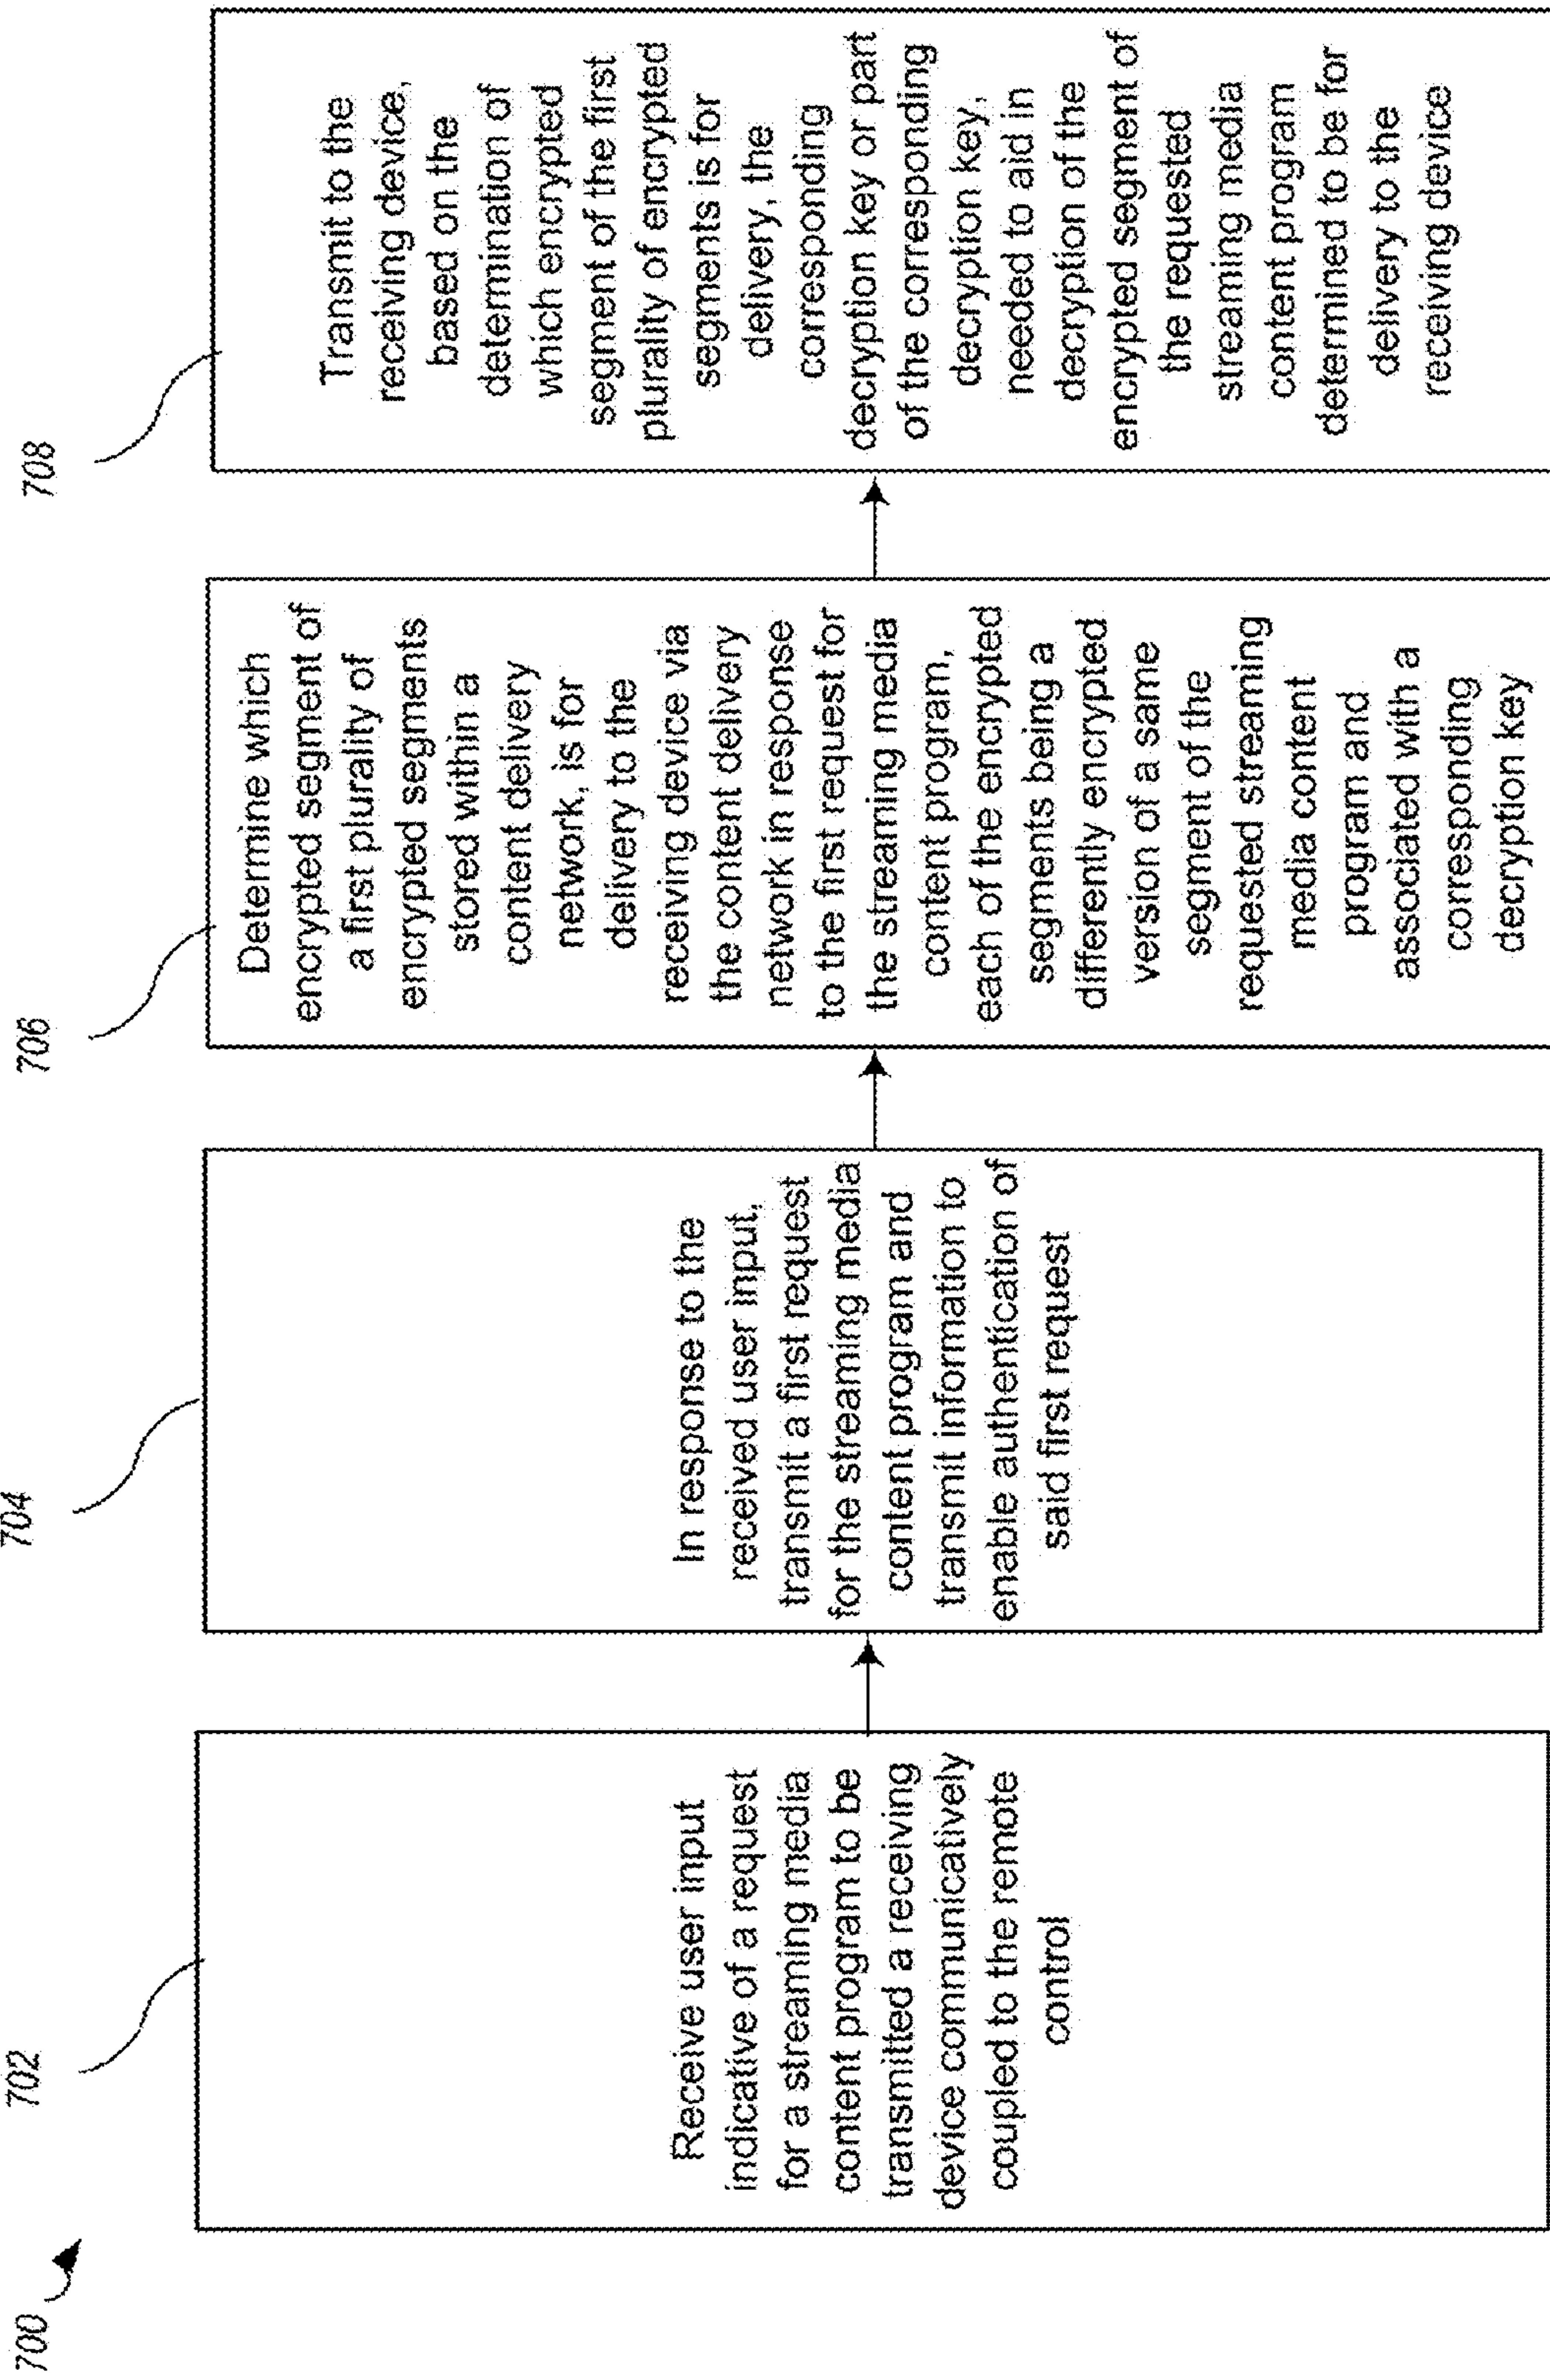 700
702
Receive user input
indicative of a request
for a streaming media
content program to be
transmitted a receiving
device communicatively
coupled to the remote
control
704
In response to the
received user input,
transmit a first request
for the streaming media
content program and
transmit information to
enable authentication of
said first request
706
Determine which
encrypted segment of
a first plurality of
encrypted segments
stored within a
content delivery
network, is for
delivery to the
receiving device via
the content delivery
network in response
to the first request for
the streaming media
content program,
each of the encrypted
segments being a
differently encrypted
version of a same
segment of the
requested streaming
media content
program and
associated with a
corresponding
decryption key
708
Transmit to the
receiving device,
based on the
determination of
which encrypted
segment of the first
plurality of encrypted
segments is for
delivery, the
corresponding
decryption key or part
of the corresponding
decryption key,
needed to aid in
decryption of the
encrypted segment of
the requested
streaming media
content program
determined to be for
delivery to the
receiving device